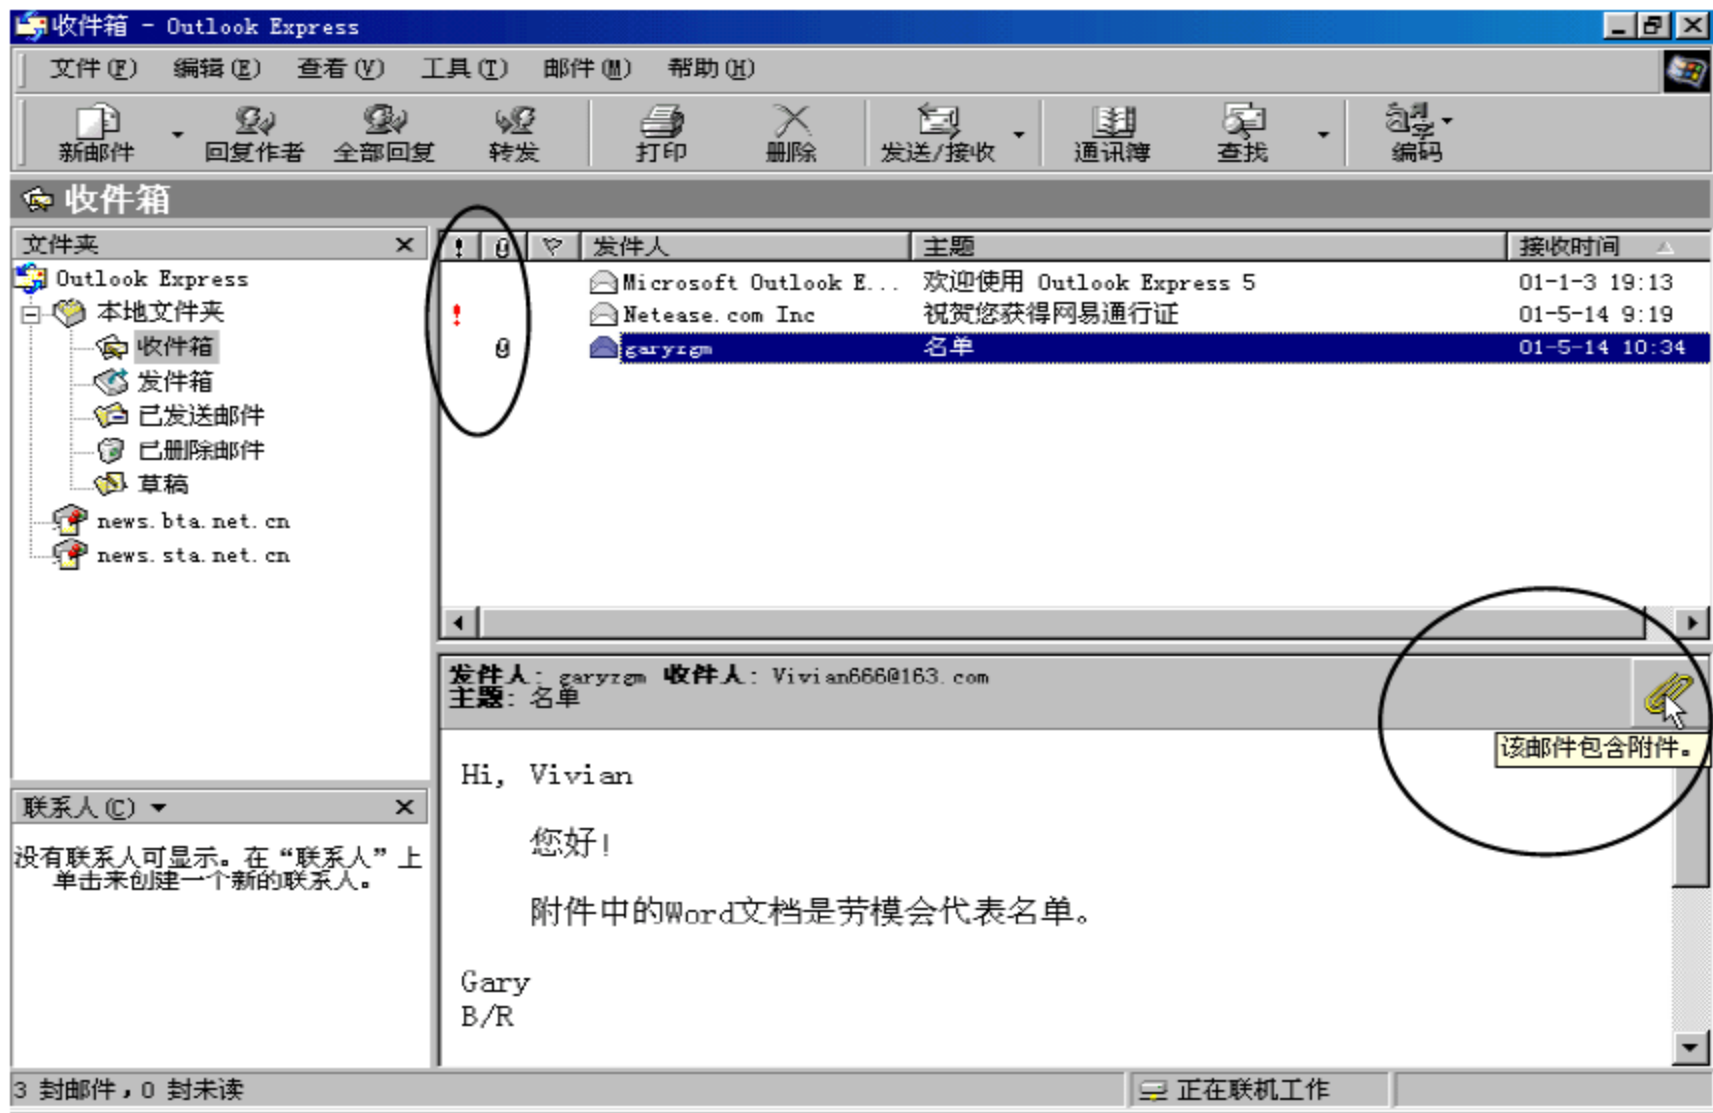 收件箱 - Outlook Express
文件(F) 编辑(E) 查看(V) 工具(T) 邮件(M) 帮助(H)
新邮件 回复作者 全部回复 转发 打印 删除 发送/接收 通讯簿 查找 编码
收件箱
文件夹
Outlook Express
本地文件夹
收件箱
发件箱
已发送邮件
已删除邮件
草稿
news.bta.net.cn
news.sta.net.cn
联系人(C)
没有联系人可显示。在“联系人”上
单击来创建一个新的联系人。
! 发件人 主题 接收时间
Microsoft Outlook E... 欢迎使用 Outlook Express 5 01-1-3 19:13
! Netease.com Inc 祝贺您获得网易通行证 01-5-14 9:19
garyzgm 名单 01-5-14 10:34
发件人: garyzgm 收件人: Vivian666@163.com
主题: 名单
该邮件包含附件。
Hi, Vivian
您好!
附件中的Word文档是劳模会代表名单。
Gary
B/R
3 封邮件，0 封未读 正在联机工作